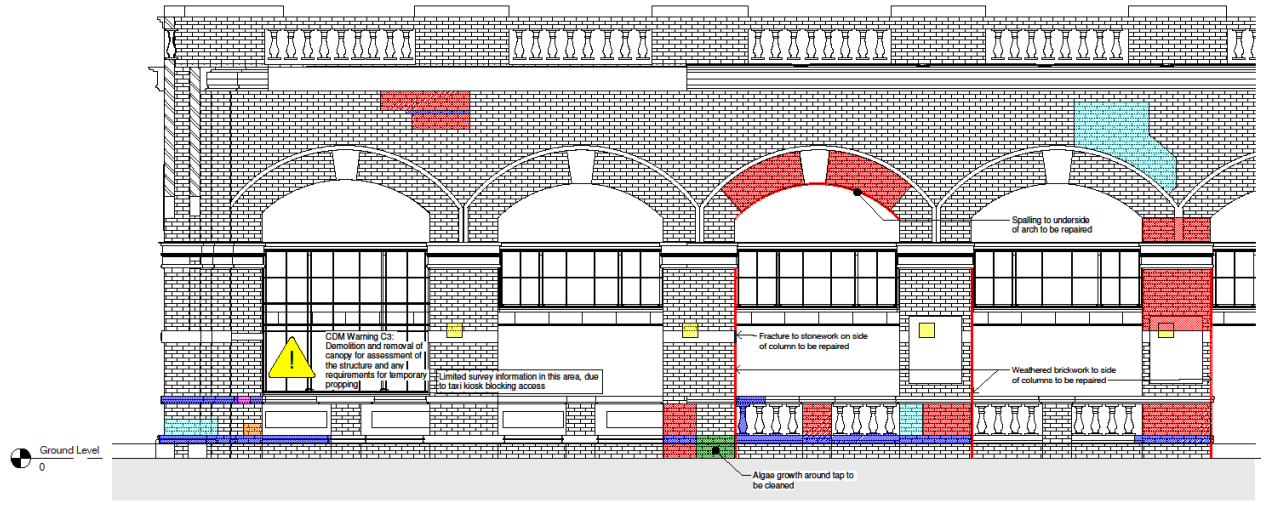 Spalling to underside
of arch to be repaired
CDM Warning C3:
Demolition and removal of
canopy for assessment of
the structure and any
requirements for temporary
propping
!
Limited survey information in this area, due
to taxi kiosk blocking access
Fracture to stonework on side
of column to be repaired
Weathered brickwork to side
of columns to be repaired
Ground Level
0
Algae growth around tap to
be cleaned